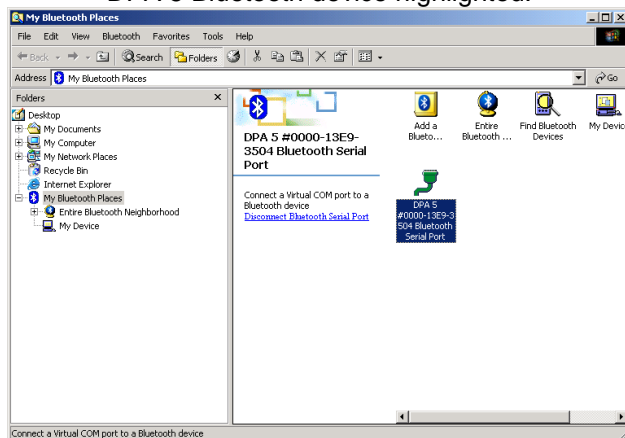 DPA 5 Bluetooth device highlighted.
My Bluetooth Places
File Edit View Bluetooth Favorites Tools Help
Back Search Folders
Address My Bluetooth Places Go
Folders
Desktop
My Documents
My Computer
My Network Places
Recycle Bin
Internet Explorer
My Bluetooth Places
Entire Bluetooth Neighborhood
My Device
DPA 5 #0000-13E9-
3504 Bluetooth Serial
Port
Connect a Virtual COM port to a
Bluetooth device
Disconnect Bluetooth Serial Port
Add a
Blueto...
Entire
Bluetooth ...
Find Bluetooth
Devices
My Devic
DPA 5
#0000-13E9-3
504 Bluetooth
Serial Port
Connect a Virtual COM port to a Bluetooth device